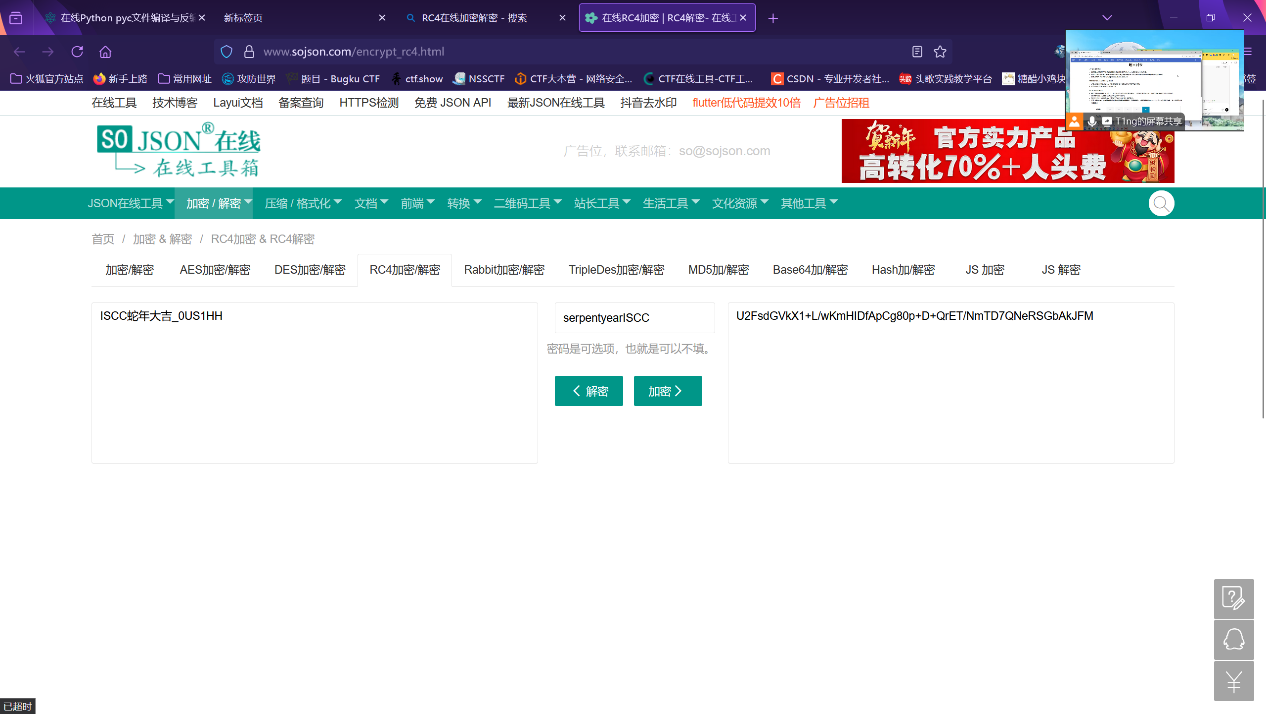 在线Python pyc文件编译与反编
新标签页
RC4在线加密解密 - 搜索
在线RC4加密 | RC4解密- 在线
www.sojson.com/encrypt_rc4.html
火狐官方站点
新手上路
常用网址
攻防世界
题目 - Bugku CTF
ctfshow
NSSCTF
CTF大本营 - 网络安全...
CTF在线工具-CTF工...
CSDN - 专业开发者社...
头歌实践教学平台
T1ng的屏幕共享
在线工具 技术博客 Layui文档 备案查询 HTTPS检测 免费 JSON API 最新JSON在线工具 抖音去水印 flutter低代码提效10倍 广告位招租
SO JSON®在线
在线工具箱
广告位，联系邮箱：so@sojson.com
贺新年
官方实力产品
高转化70%+人头费
JSON在线工具 加密 / 解密 压缩 / 格式化 文档 前端 转换 二维码工具 站长工具 生活工具 文化资源 其他工具
首页 / 加密 & 解密 / RC4加密 & RC4解密
加密/解密 AES加密/解密 DES加密/解密 RC4加密/解密 Rabbit加密/解密 TripleDes加密/解密 MD5加/解密 Base64加/解密 Hash加/解密 JS 加密 JS 解密
ISCC蛇年大吉_0US1HH
serpentyearISCC
U2FsdGVkX1+L/wKmHIDfApCg80p+D+QrET/NmTD7QNeRSGbAkJFM
密码是可选项，也就是可以不填。
解密
加密
已超时